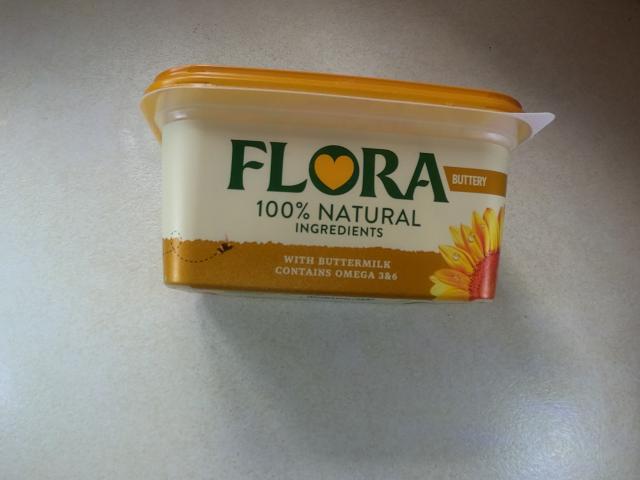 FLORA
BUTTERY
100% NATURAL
INGREDIENTS
WITH BUTTERMILK
CONTAINS OMEGA 3&6